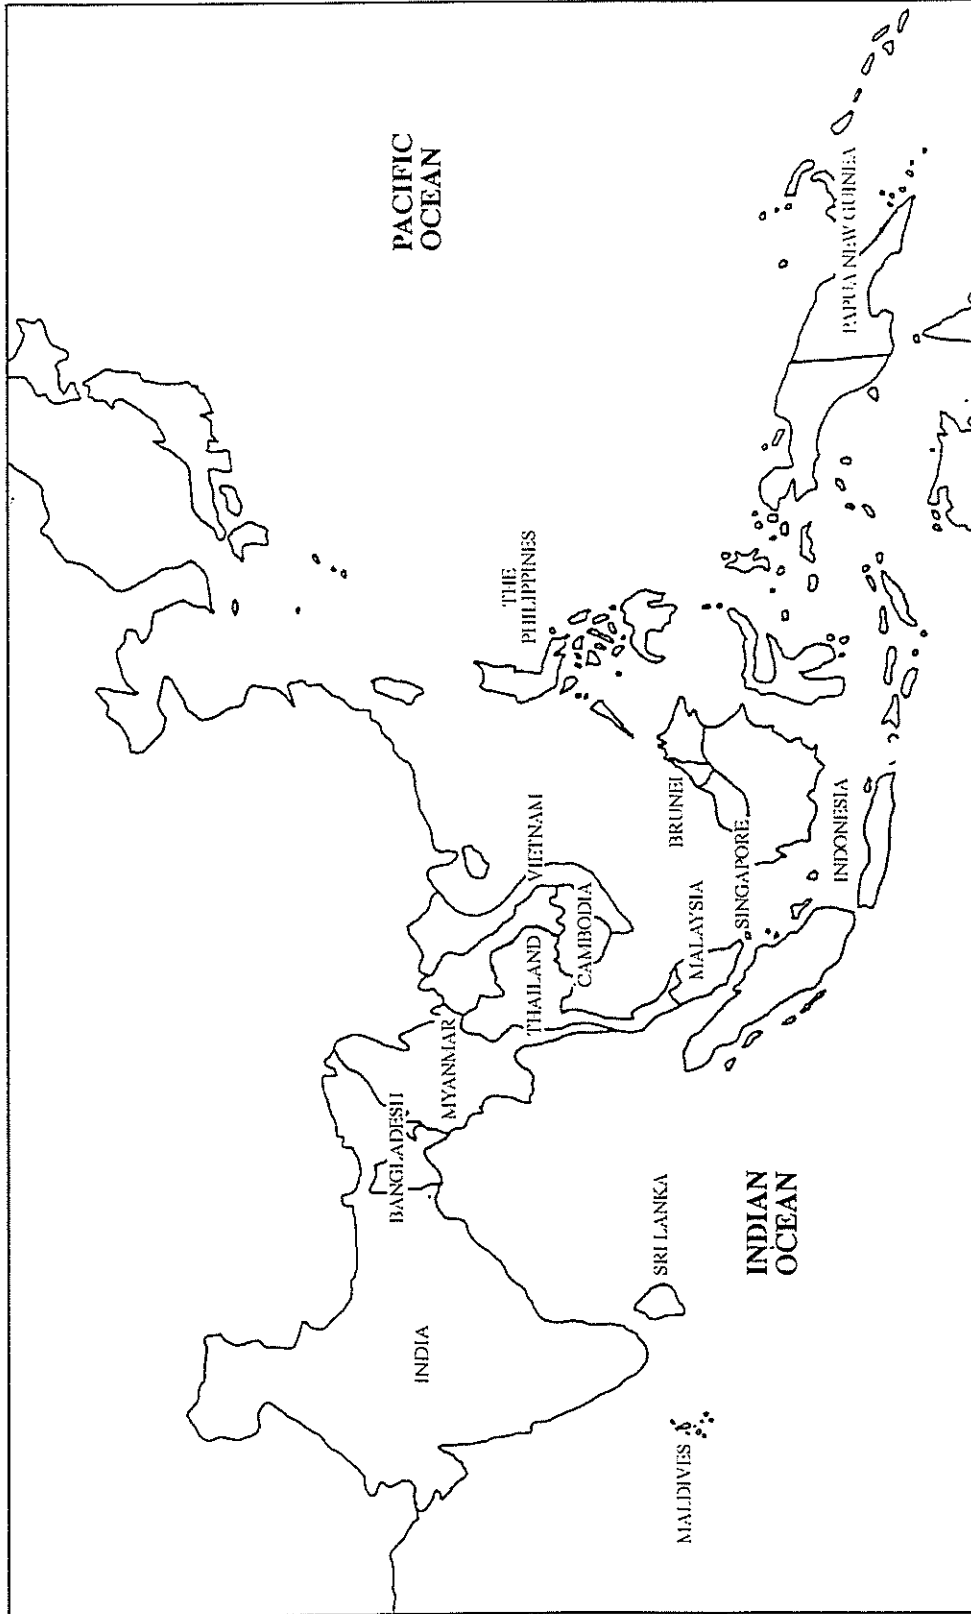 PACIFIC
OCEAN
THE
PHILIPPINES
PAPUA NEW GUINEA
VIETNAM
BRUNEI
SINGAPORE
INDONESIA
CAMBODIA
MALAYSIA
THAILAND
MYANMAR
BANGLADESH
INDIA
SRI LANKA
INDIAN
OCEAN
MALDIVES